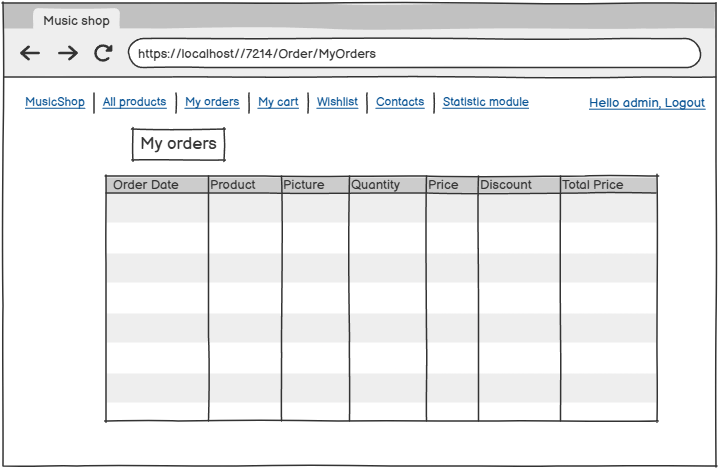 Music shop
https://localhost//7214/Order/MyOrders
MusicShop All products My orders My cart Wishlist Contacts Statistic module Hello admin, Logout
My orders
Order Date Product Picture Quantity Price Discount Total Price